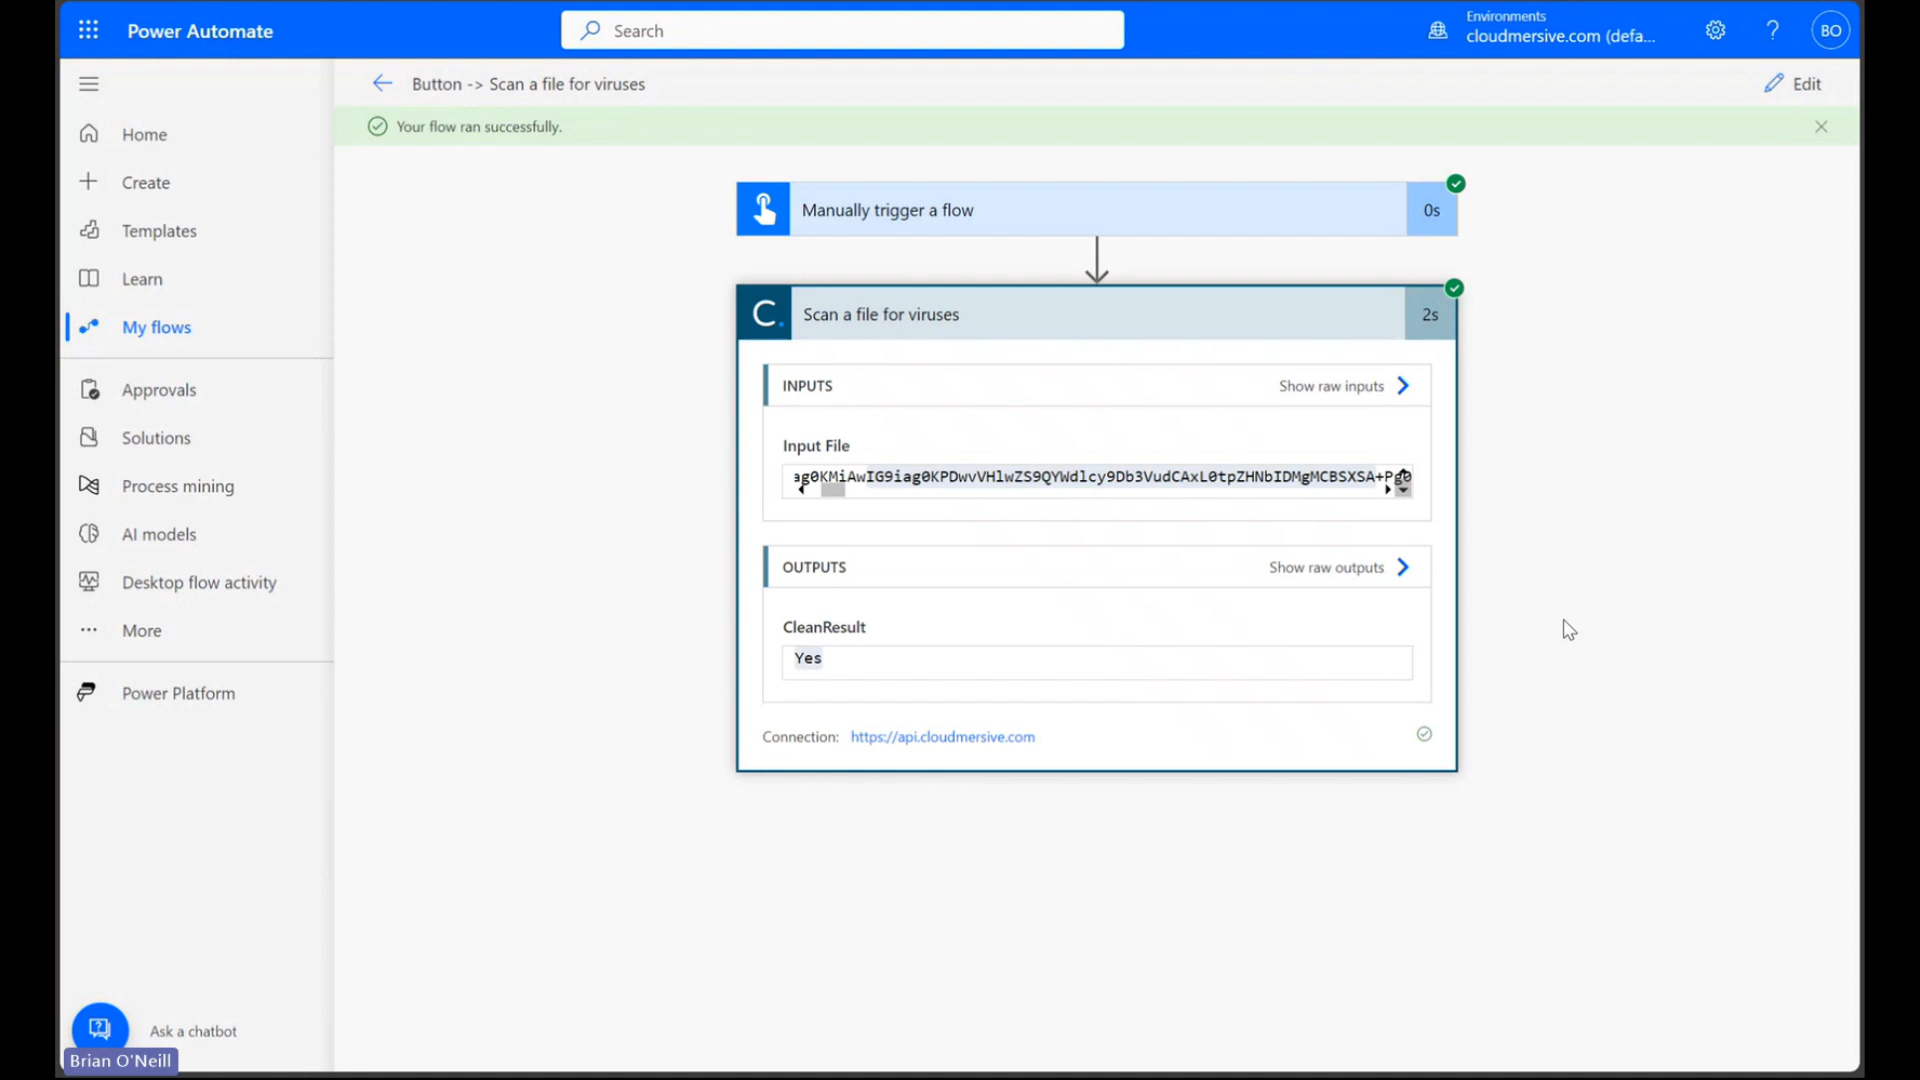 Power Automate
Search
Environments
cloudmersive.com (defa...
?
BO
Button -> Scan a file for viruses
Edit
Your flow ran successfully.
Home
Create
Templates
Learn
My flows
Approvals
Solutions
Process mining
AI models
Desktop flow activity
More
Power Platform
Ask a chatbot
Brian O'Neill
Manually trigger a flow
0s
C.
Scan a file for viruses
2s
INPUTS
Show raw inputs
Input File
ag0KMiAwIG9iag0KPDwvVHlwZS9QYWdlcy9Db3VudCAxL0tpZHNbIDMgMCBSXSA+Pg0
OUTPUTS
Show raw outputs
CleanResult
Yes
Connection: https://api.cloudmersive.com